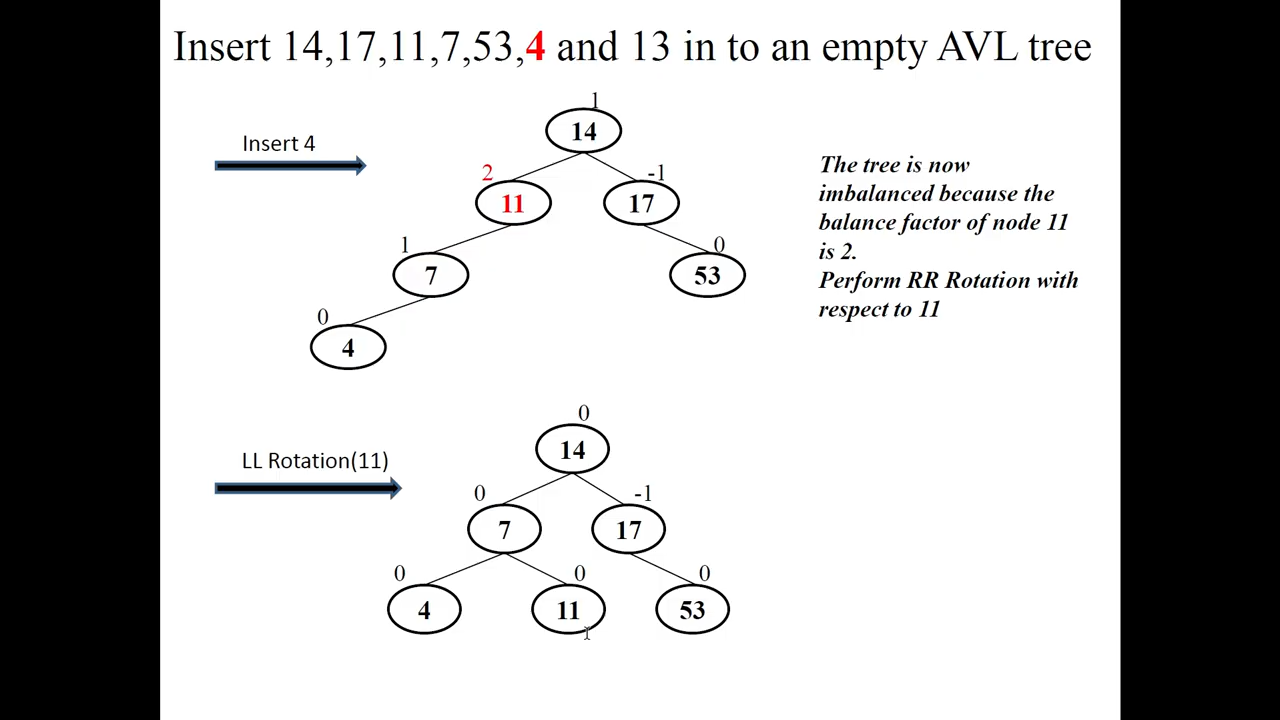 Insert 14,17,11,7,53,4 and 13 in to an empty AVL tree
Insert 4
1
14
2
-1
11
17
1
0
7
53
0
4
The tree is now
imbalanced because the
balance factor of node 11
is 2.
Perform RR Rotation with
respect to 11
LL Rotation(11)
0
14
0
-1
7
17
0
0
0
4
11
53